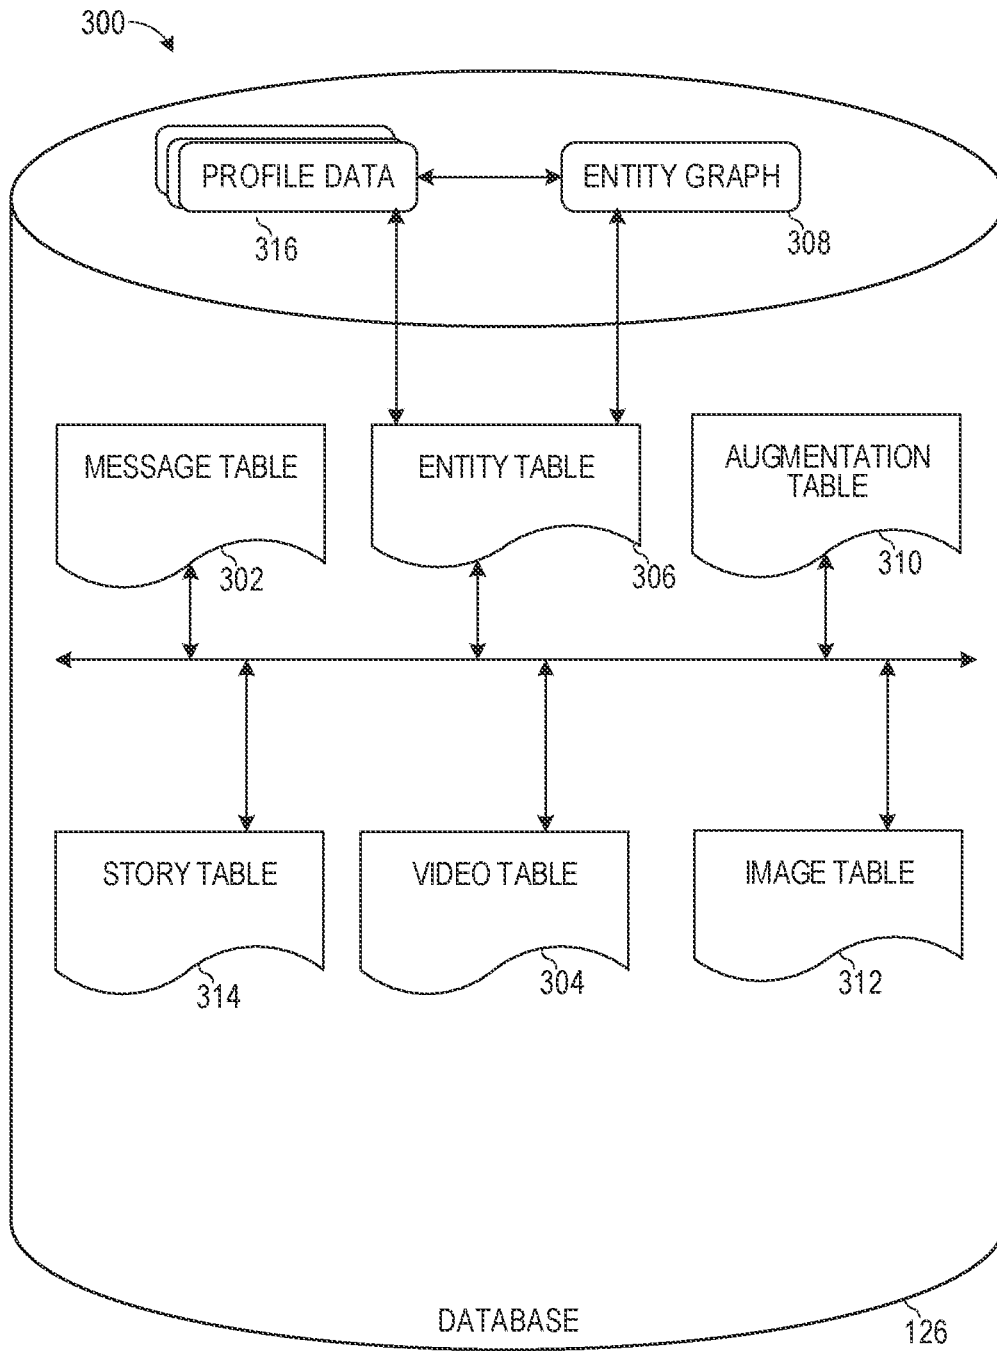 300
PROFILE DATA
ENTITY GRAPH
316
308
MESSAGE TABLE
ENTITY TABLE
AUGMENTATION
TABLE
302
306
310
STORY TABLE
VIDEO TABLE
IMAGE TABLE
314
304
312
DATABASE
126